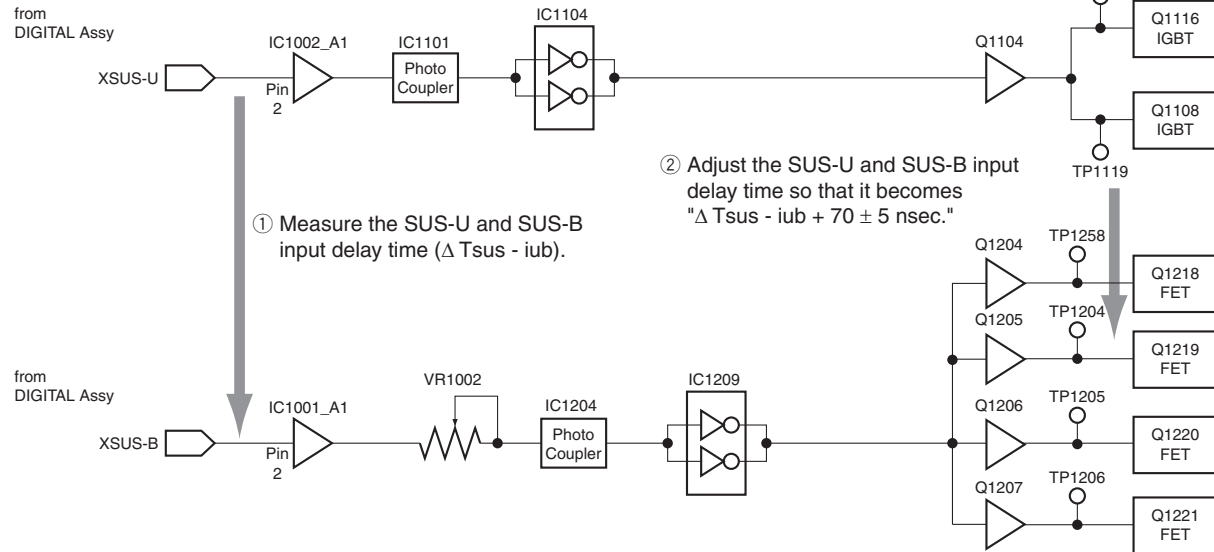 from
DIGITAL Assy
XSUS-U
IC1002_A1
Pin
2
IC1101
Photo
Coupler
IC1104
Q1104
Q1116
IGBT
Q1108
IGBT
TP1119
① Measure the SUS-U and SUS-B
input delay time (Δ Tsus - iub).
② Adjust the SUS-U and SUS-B input
delay time so that it becomes
"Δ Tsus - iub + 70 ± 5 nsec."
from
DIGITAL Assy
XSUS-B
IC1001_A1
Pin
2
VR1002
IC1204
Photo
Coupler
IC1209
Q1204
TP1258
Q1218
FET
Q1205
TP1204
Q1219
FET
Q1206
TP1205
Q1220
FET
Q1207
TP1206
Q1221
FET